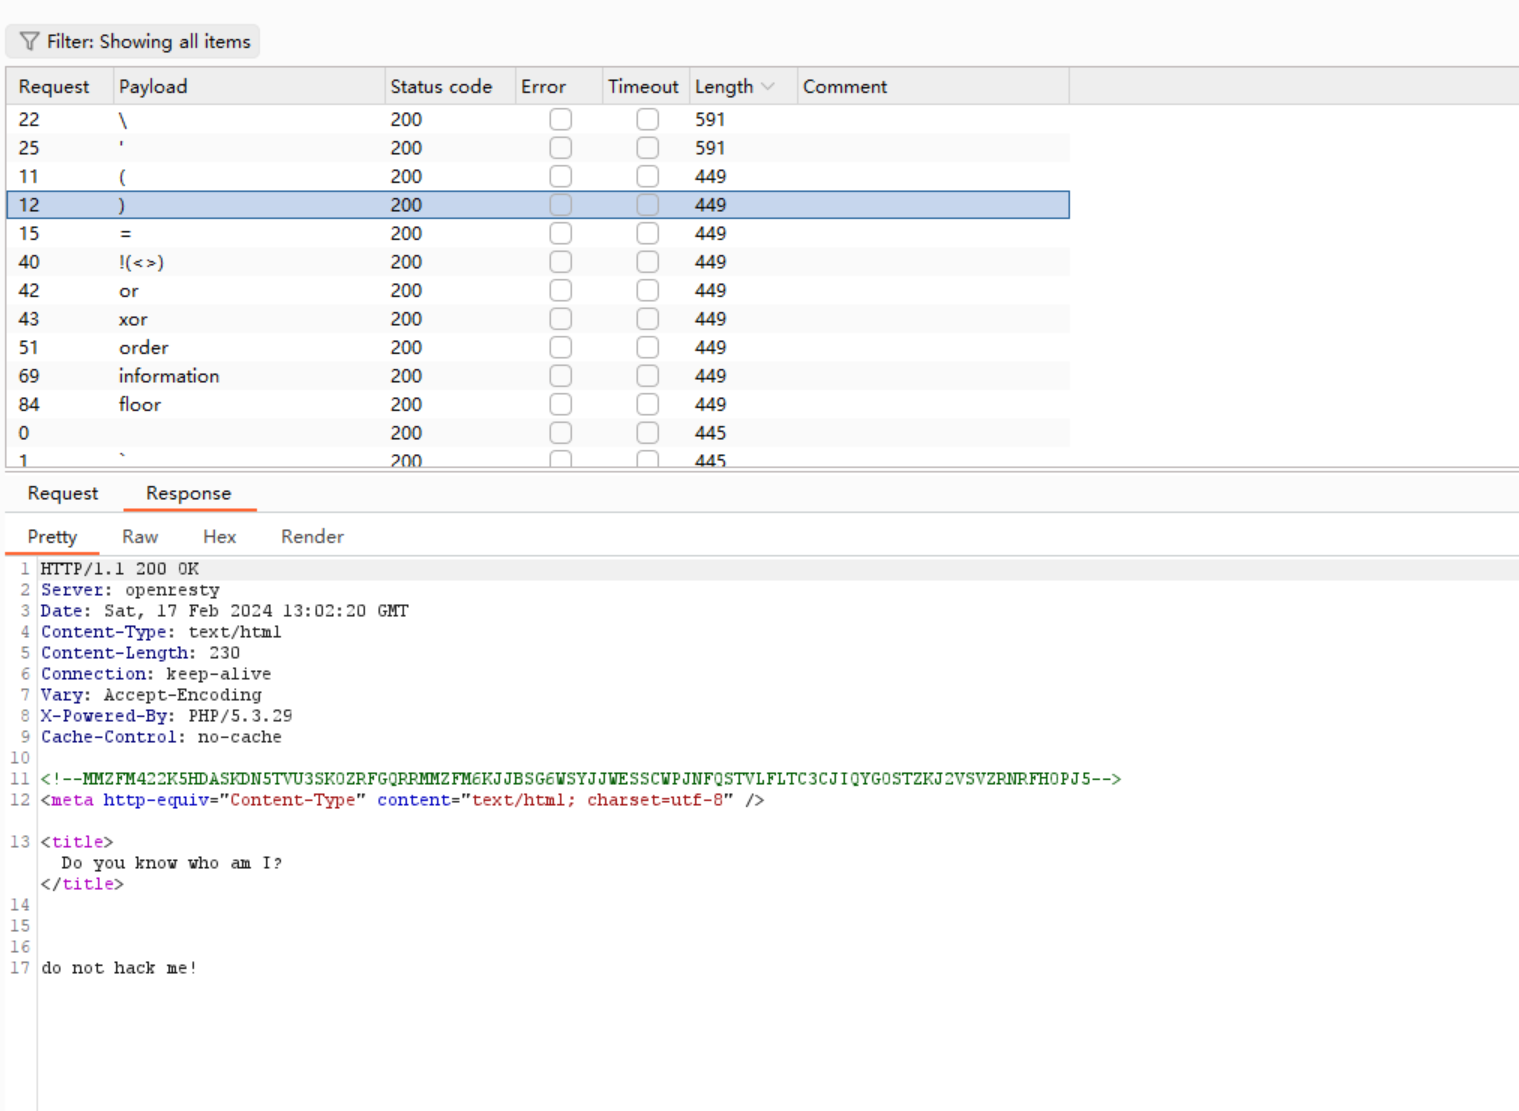 Filter: Showing all items
Request Payload Status code Error Timeout Length Comment
22 \ 200 591
25 ' 200 591
11 ( 200 449
12 ) 200 449
15 = 200 449
40 !(<>) 200 449
42 or 200 449
43 xor 200 449
51 order 200 449
69 information 200 449
84 floor 200 449
0 200 445
1 ` 200 445
Request Response
Pretty Raw Hex Render
1 HTTP/1.1 200 OK
2 Server: openresty
3 Date: Sat, 17 Feb 2024 13:02:20 GMT
4 Content-Type: text/html
5 Content-Length: 230
6 Connection: keep-alive
7 Vary: Accept-Encoding
8 X-Powered-By: PHP/5.3.29
9 Cache-Control: no-cache
10
11 <!--MMZFM422K5HDASKDN5TVU3SKOZRFGQRRMMZFM6KJJBSG6WSYJJWESSCWPJNFQSTVLFLTC3CJIQYGOSTZKJ2VSVZRNRFHOPJ5-->
12 <meta http-equiv="Content-Type" content="text/html; charset=utf-8" />
13 <title>
Do you know who am I?
</title>
14
15
16
17 do not hack me!